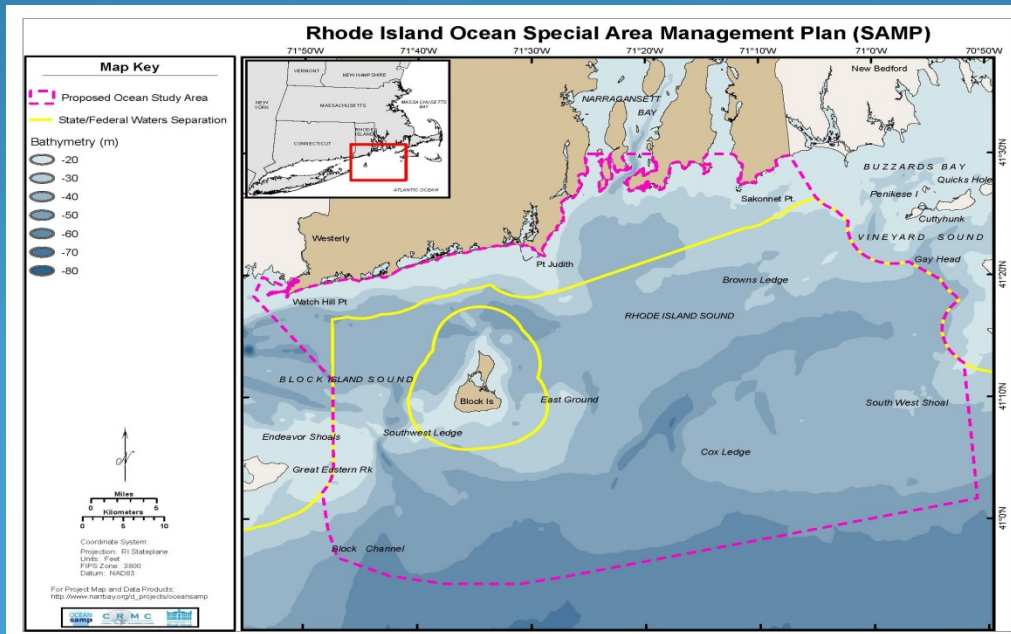 Rhode Island Ocean Special Area Management Plan (SAMP)
Map Key
Proposed Ocean Study Area
State/Federal Waters Separation
Bathymetry (m)
-20
-30
-40
-50
-60
-70
-80
N
Miles
0 5
Kilometers
0 5 10
Coordinate System:
Projection: RI Stateplane
Units: Feet
FIPS Zone: 3800
Datum: NAD83
For Project Map and Data Products:
http://www.narrbay.org/d_projects/oceansamp
OCEAN
samp
CRMC
71°50'W 71°40'W 71°30'W 71°20'W 71°10'W 71°0'W 70°50'W
VERMONT
NEW HAMPSHIRE
NEW
YORK
MASSACHUSETTS
MASSACHUSETTS
BAY
CONNECTICUT
RHODE
ISLAND
ATLANTIC OCEAN
NARRAGANSETT
BAY
New Bedford
41°30'N
BUZZARDS BAY
Quicks Hole
Penikese I
Sakonnet Pt.
Cuttyhunk
Westerly
VINEYARD SOUND
Pt Judith
Gay Head
41°20'N
Browns Ledge
Watch Hill Pt
RHODE ISLAND SOUND
BLOCK ISLAND SOUND
41°10'N
Block Is
East Ground
South West Shoal
Southwest Ledge
Endeavor Shoals
Cox Ledge
Great Eastern Rk
41°0'N
Block Channel